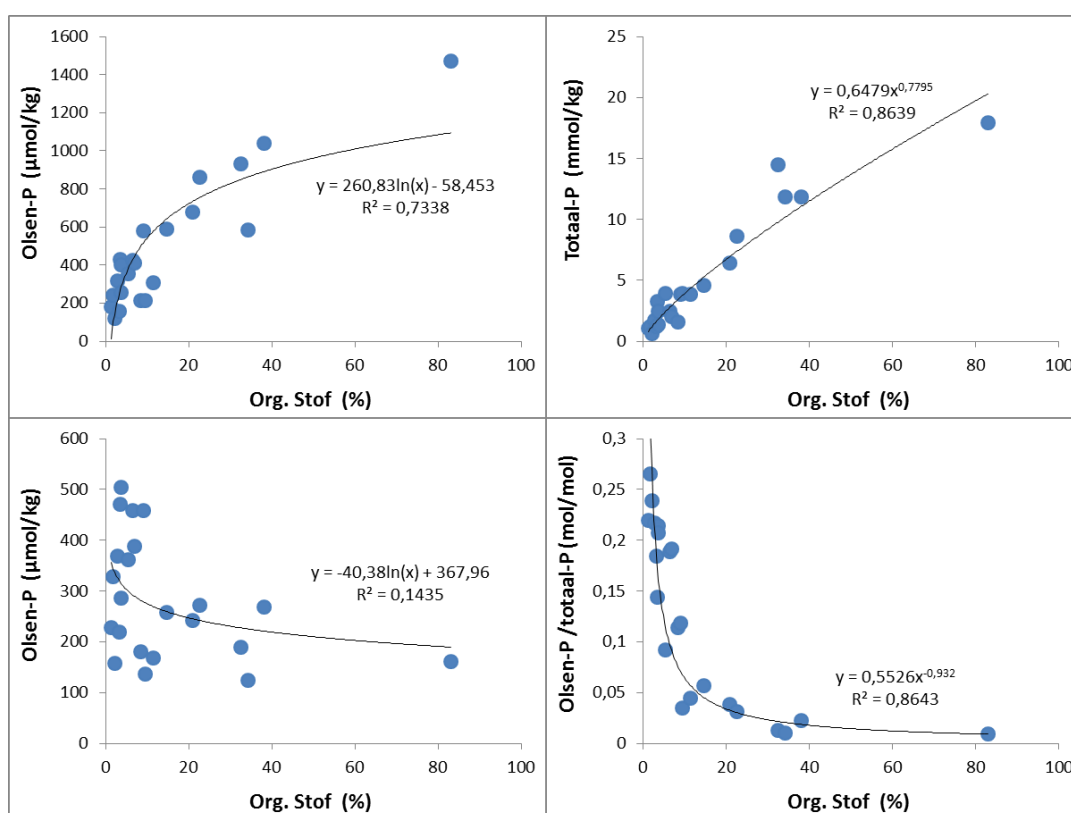 Olsen-P (µmol/kg)
1600
1400
1200
1000
800
600
400
200
0
y = 260,83ln(x) - 58,453
R² = 0,7338
0 20 40 60 80 100
Org. Stof (%)
Totaal-P (mmol/kg)
25
20
15
10
5
0
y = 0,6479x^0,7795
R² = 0,8639
0 20 40 60 80 100
Org. Stof (%)
Olsen-P (µmol/kg)
600
500
400
300
200
100
0
y = -40,38ln(x) + 367,96
R² = 0,1435
0 20 40 60 80 100
Org. Stof (%)
Olsen-P /totaal-P (mol/mol)
0,3
0,25
0,2
0,15
0,1
0,05
0
y = 0,5526x^-0,932
R² = 0,8643
0 20 40 60 80 100
Org. Stof (%)